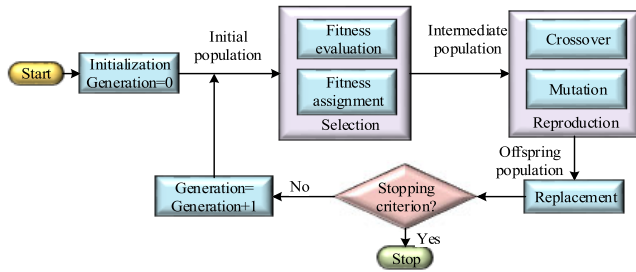 Start
Initialization
Generation=0
Initial
population
Fitness
evaluation
Fitness
assignment
Selection
Intermediate
population
Crossover
Mutation
Reproduction
Offspring
population
Replacement
Stopping
criterion?
No
Generation=
Generation+1
Yes
Stop